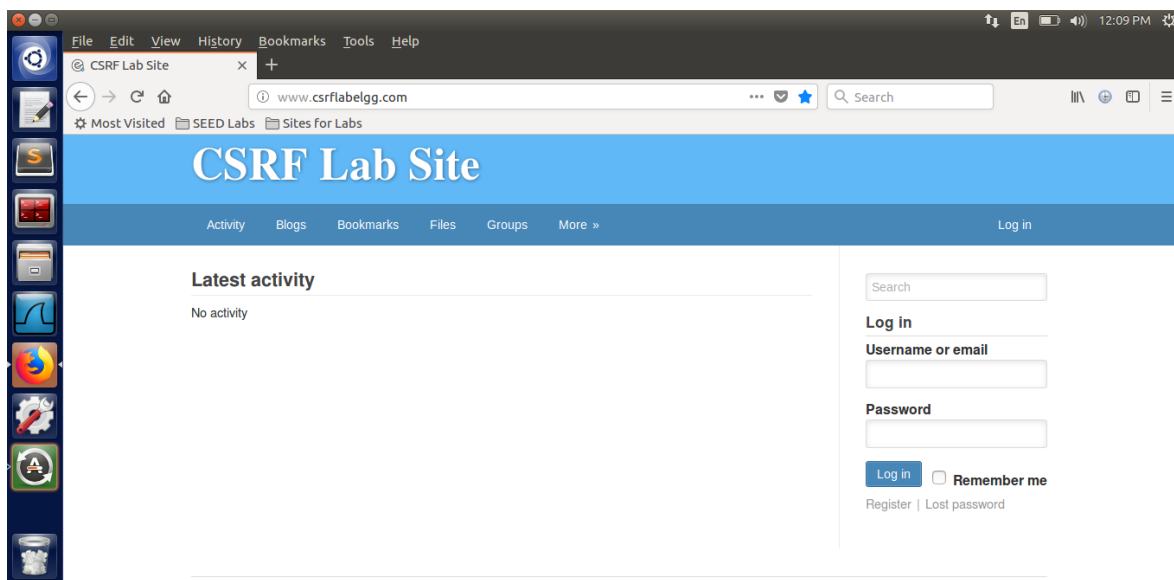 En 12:09 PM
File Edit View History Bookmarks Tools Help
CSRF Lab Site × +
www.csrflabelgg.com ... Search
Most Visited SEED Labs Sites for Labs
CSRF Lab Site
Activity Blogs Bookmarks Files Groups More » Log in
Latest activity
No activity
Search
Log in
Username or email
Password
Log in Remember me
Register | Lost password